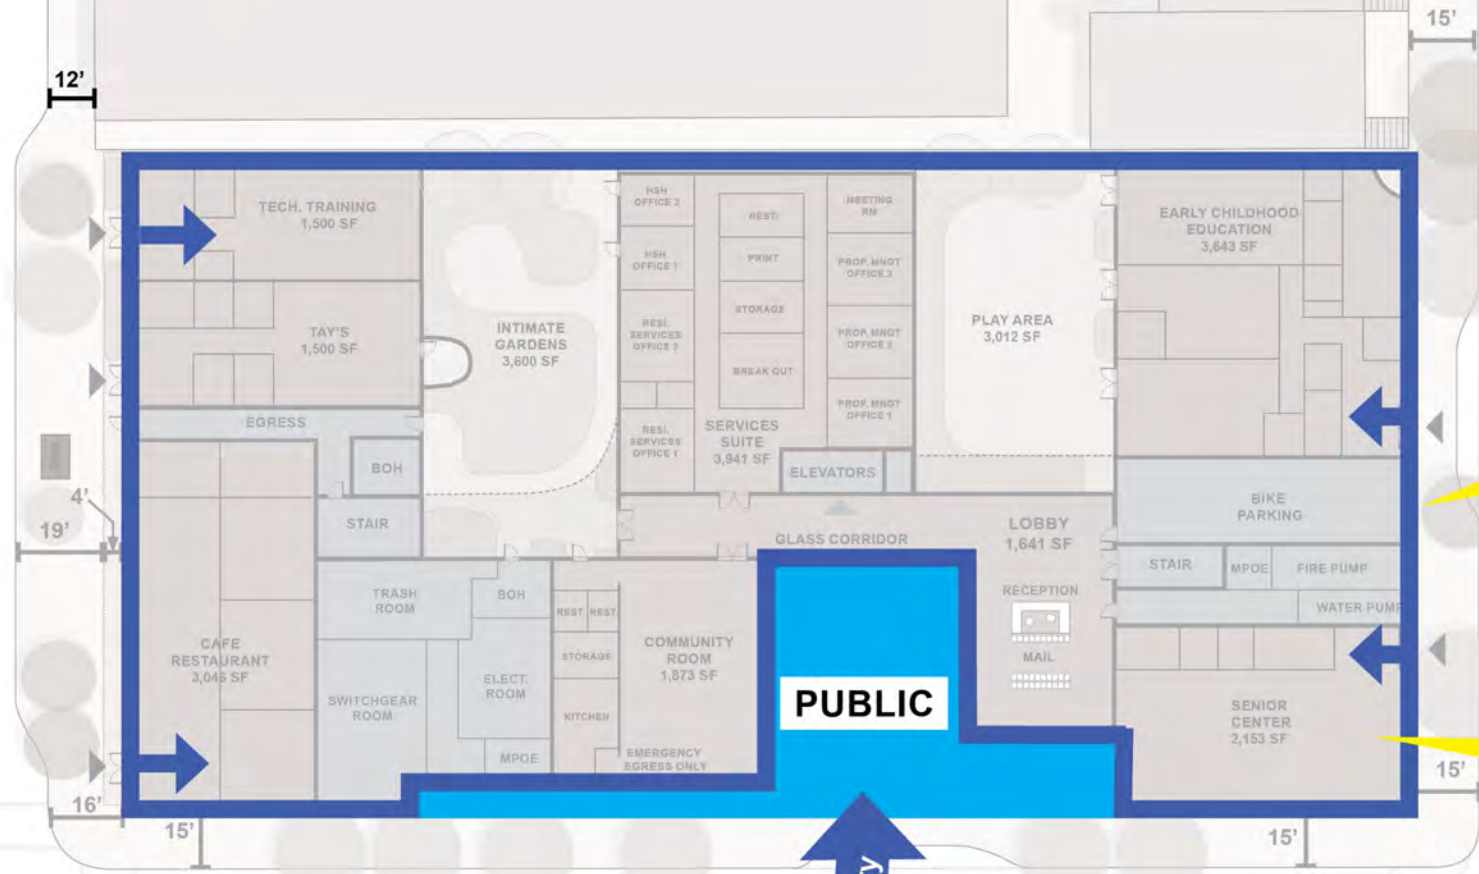 15’
12’
TECH. TRAINING
1,500 SF
TAY'S
1,500 SF
EGRESS
BOH
STAIR
4’
19’
CAFE
RESTAURANT
3,045 SF
16’
15’
INTIMATE
GARDENS
3,600 SF
HSH
OFFICE 2
HSH
OFFICE 1
RESI.
SERVICES
OFFICE 2
RESI.
SERVICES
OFFICE 1
REST.
PRINT
STORAGE
BREAK OUT
SERVICES
SUITE
3,941 SF
MEETING
RM
PROP. MNGT
OFFICE 3
PROP. MNGT
OFFICE 2
PROP. MNGT
OFFICE 1
ELEVATORS
PLAY AREA
3,012 SF
EARLY CHILDHOOD
EDUCATION
3,643 SF
BIKE
PARKING
GLASS CORRIDOR
LOBBY
1,641 SF
RECEPTION
MAIL
STAIR
MPOE
FIRE PUMP
WATER PUMP
TRASH
ROOM
BOH
SWITCHGEAR
ROOM
ELECT.
ROOM
MPOE
REST
REST
STORAGE
KITCHEN
COMMUNITY
ROOM
1,873 SF
EMERGENCY
EGRESS ONLY
PUBLIC
SENIOR
CENTER
2,153 SF
15’
15’